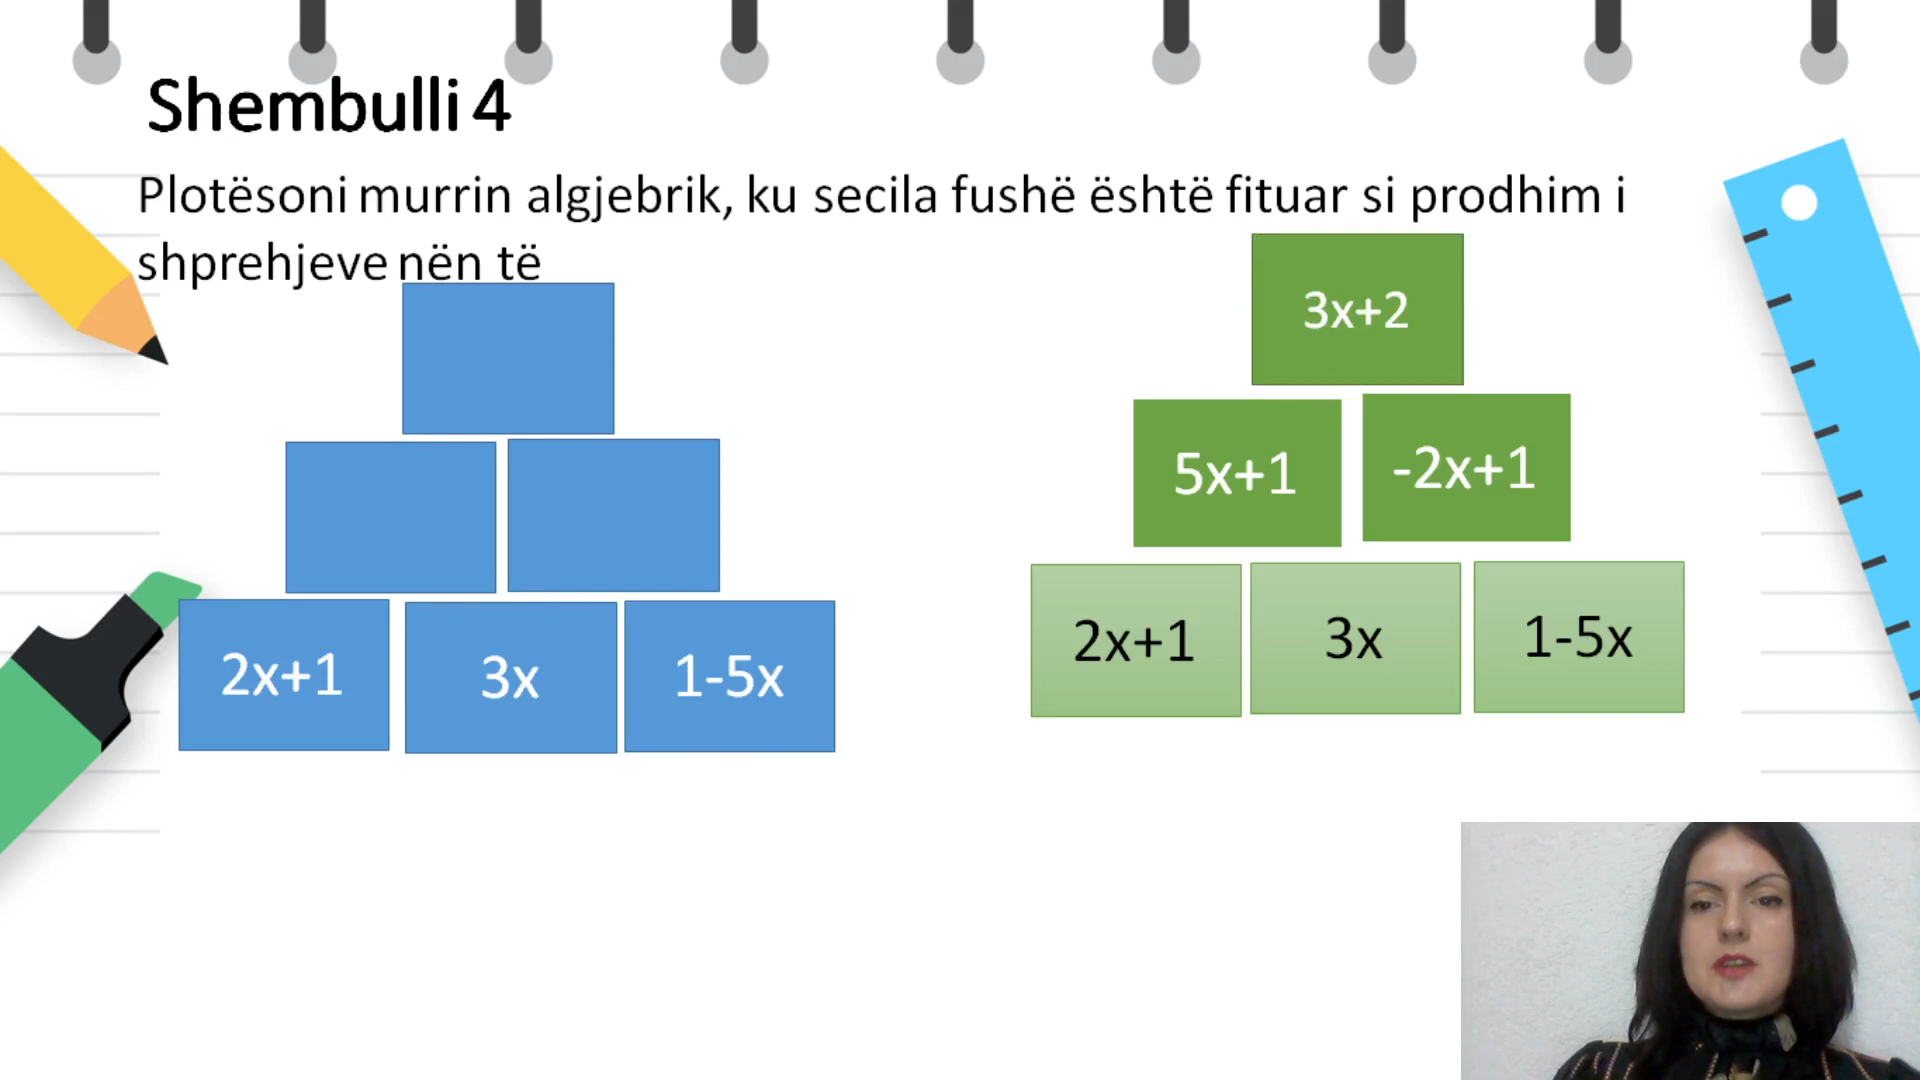 Shembulli 4
Plotësoni murrin algjebrik, ku secila fushë është fituar si prodhim i
shprehjeve nën të
2x+1 3x 1-5x
3x+2
5x+1 -2x+1
2x+1 3x 1-5x